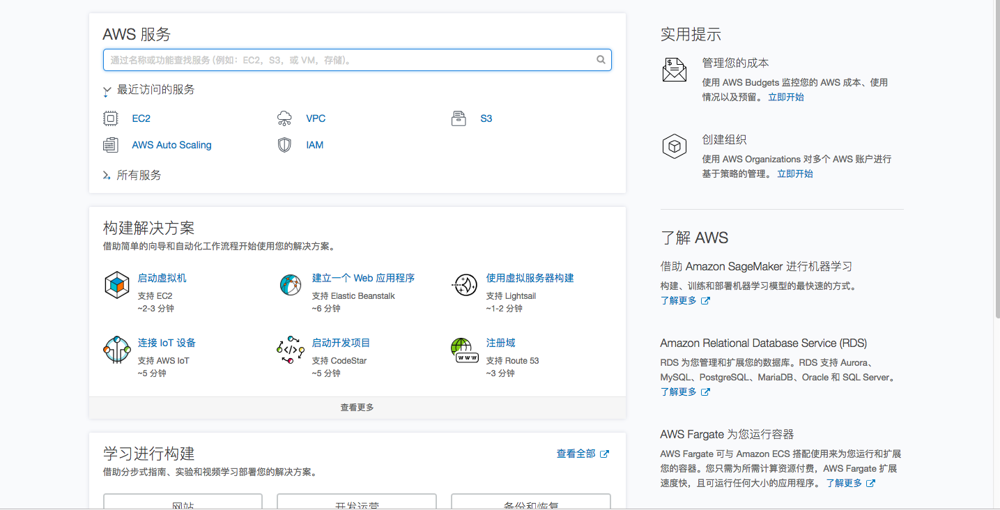 AWS 服务
通过名称或功能查找服务 (例如：EC2，S3，或 VM，存储)。
最近访问的服务
EC2
VPC
S3
AWS Auto Scaling
IAM
所有服务
构建解决方案
借助简单的向导和自动化工作流程开始使用您的解决方案。
启动虚拟机
支持 EC2
~2-3 分钟
建立一个 Web 应用程序
支持 Elastic Beanstalk
~6 分钟
使用虚拟服务器构建
支持 Lightsail
~1-2 分钟
连接 IoT 设备
支持 AWS IoT
~5 分钟
启动开发项目
支持 CodeStar
~5 分钟
注册域
支持 Route 53
~3 分钟
查看更多
学习进行构建
查看全部
借助分步式指南、实验和视频学习部署您的解决方案。
网站
开发运营
备份和恢复
实用提示
管理您的成本
使用 AWS Budgets 监控您的 AWS 成本、使用
情况以及预留。 立即开始
创建组织
使用 AWS Organizations 对多个 AWS 账户进行
基于策略的管理。 立即开始
了解 AWS
借助 Amazon SageMaker 进行机器学习
构建、训练和部署机器学习模型的最快速的方式。
了解更多
Amazon Relational Database Service (RDS)
RDS 为您管理和扩展您的数据库。RDS 支持 Aurora、
MySQL、PostgreSQL、MariaDB、Oracle 和 SQL Server。
了解更多
AWS Fargate 为您运行容器
AWS Fargate 可与 Amazon ECS 搭配使用来为您运行和扩展
您的容器。您只需为所需计算资源付费，AWS Fargate 扩展
速度快，且可运行任何大小的应用程序。 了解更多